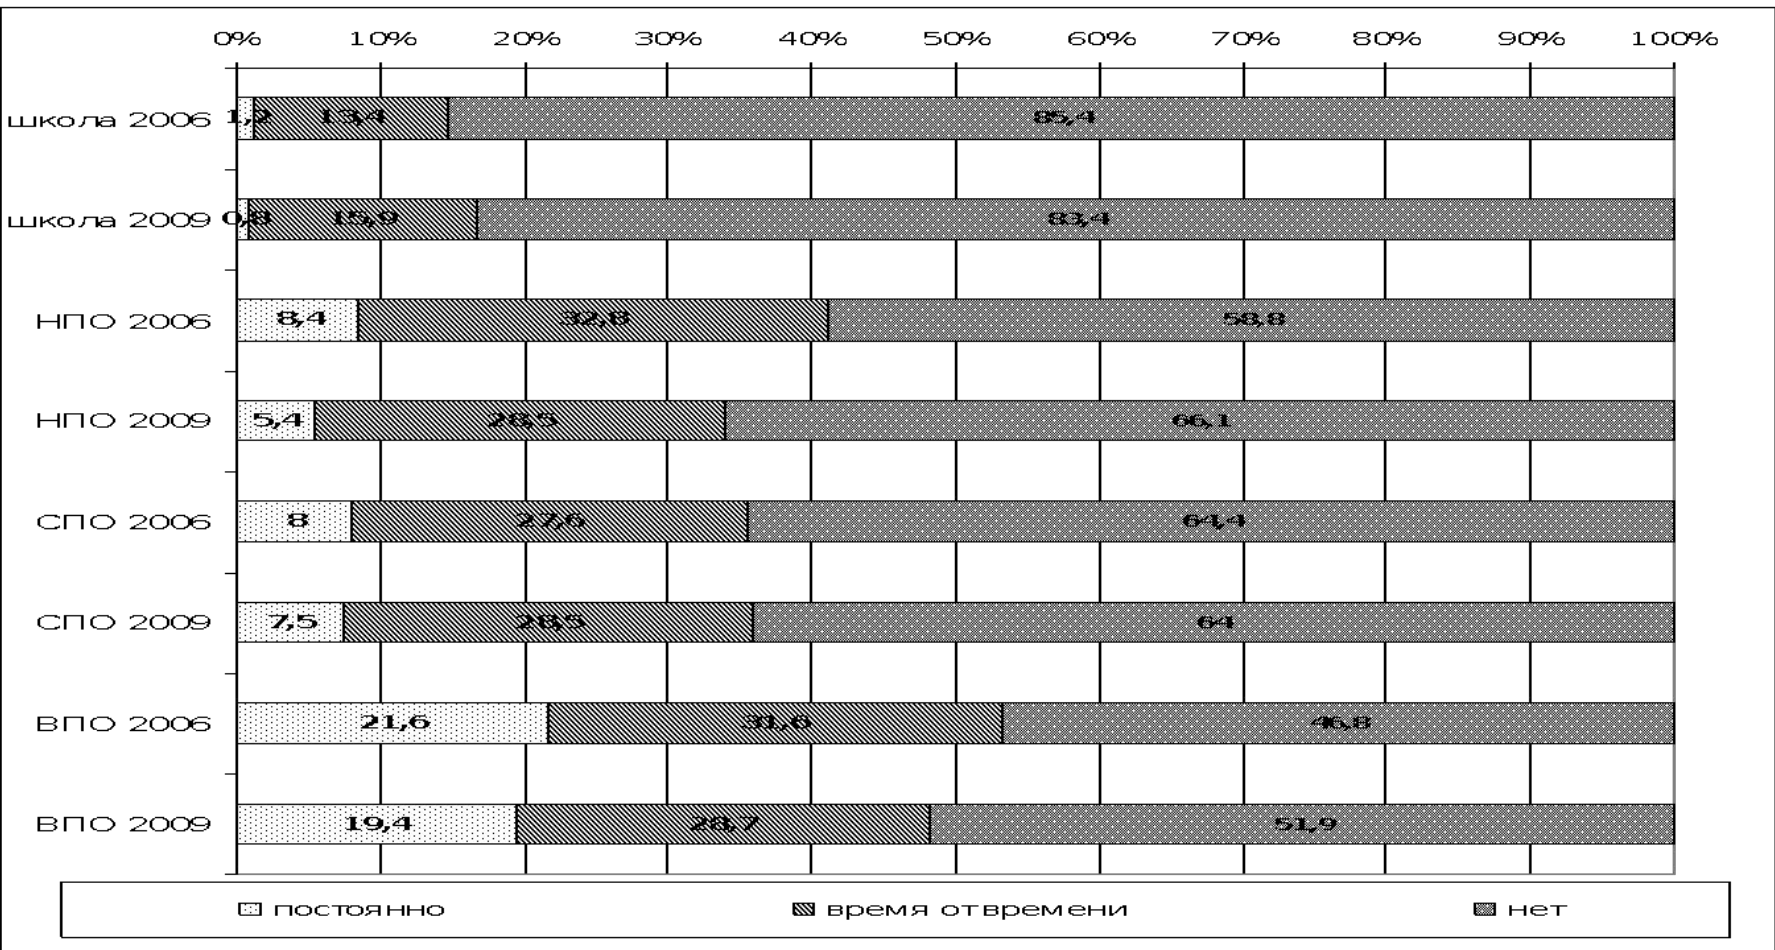 0% 10% 20% 30% 40% 50% 60% 70% 80% 90% 100%
школа 2006 1,2 13,4 85,4
школа 2009 0,8 15,9 83,4
НПО 2006 8,4 32,8 58,8
НПО 2009 5,4 28,5 66,1
СПО 2006 8 27,6 64,4
СПО 2009 7,5 28,5 64
ВПО 2006 21,6 31,6 46,8
ВПО 2009 19,4 28,7 51,9
постоянно время отвремени нет